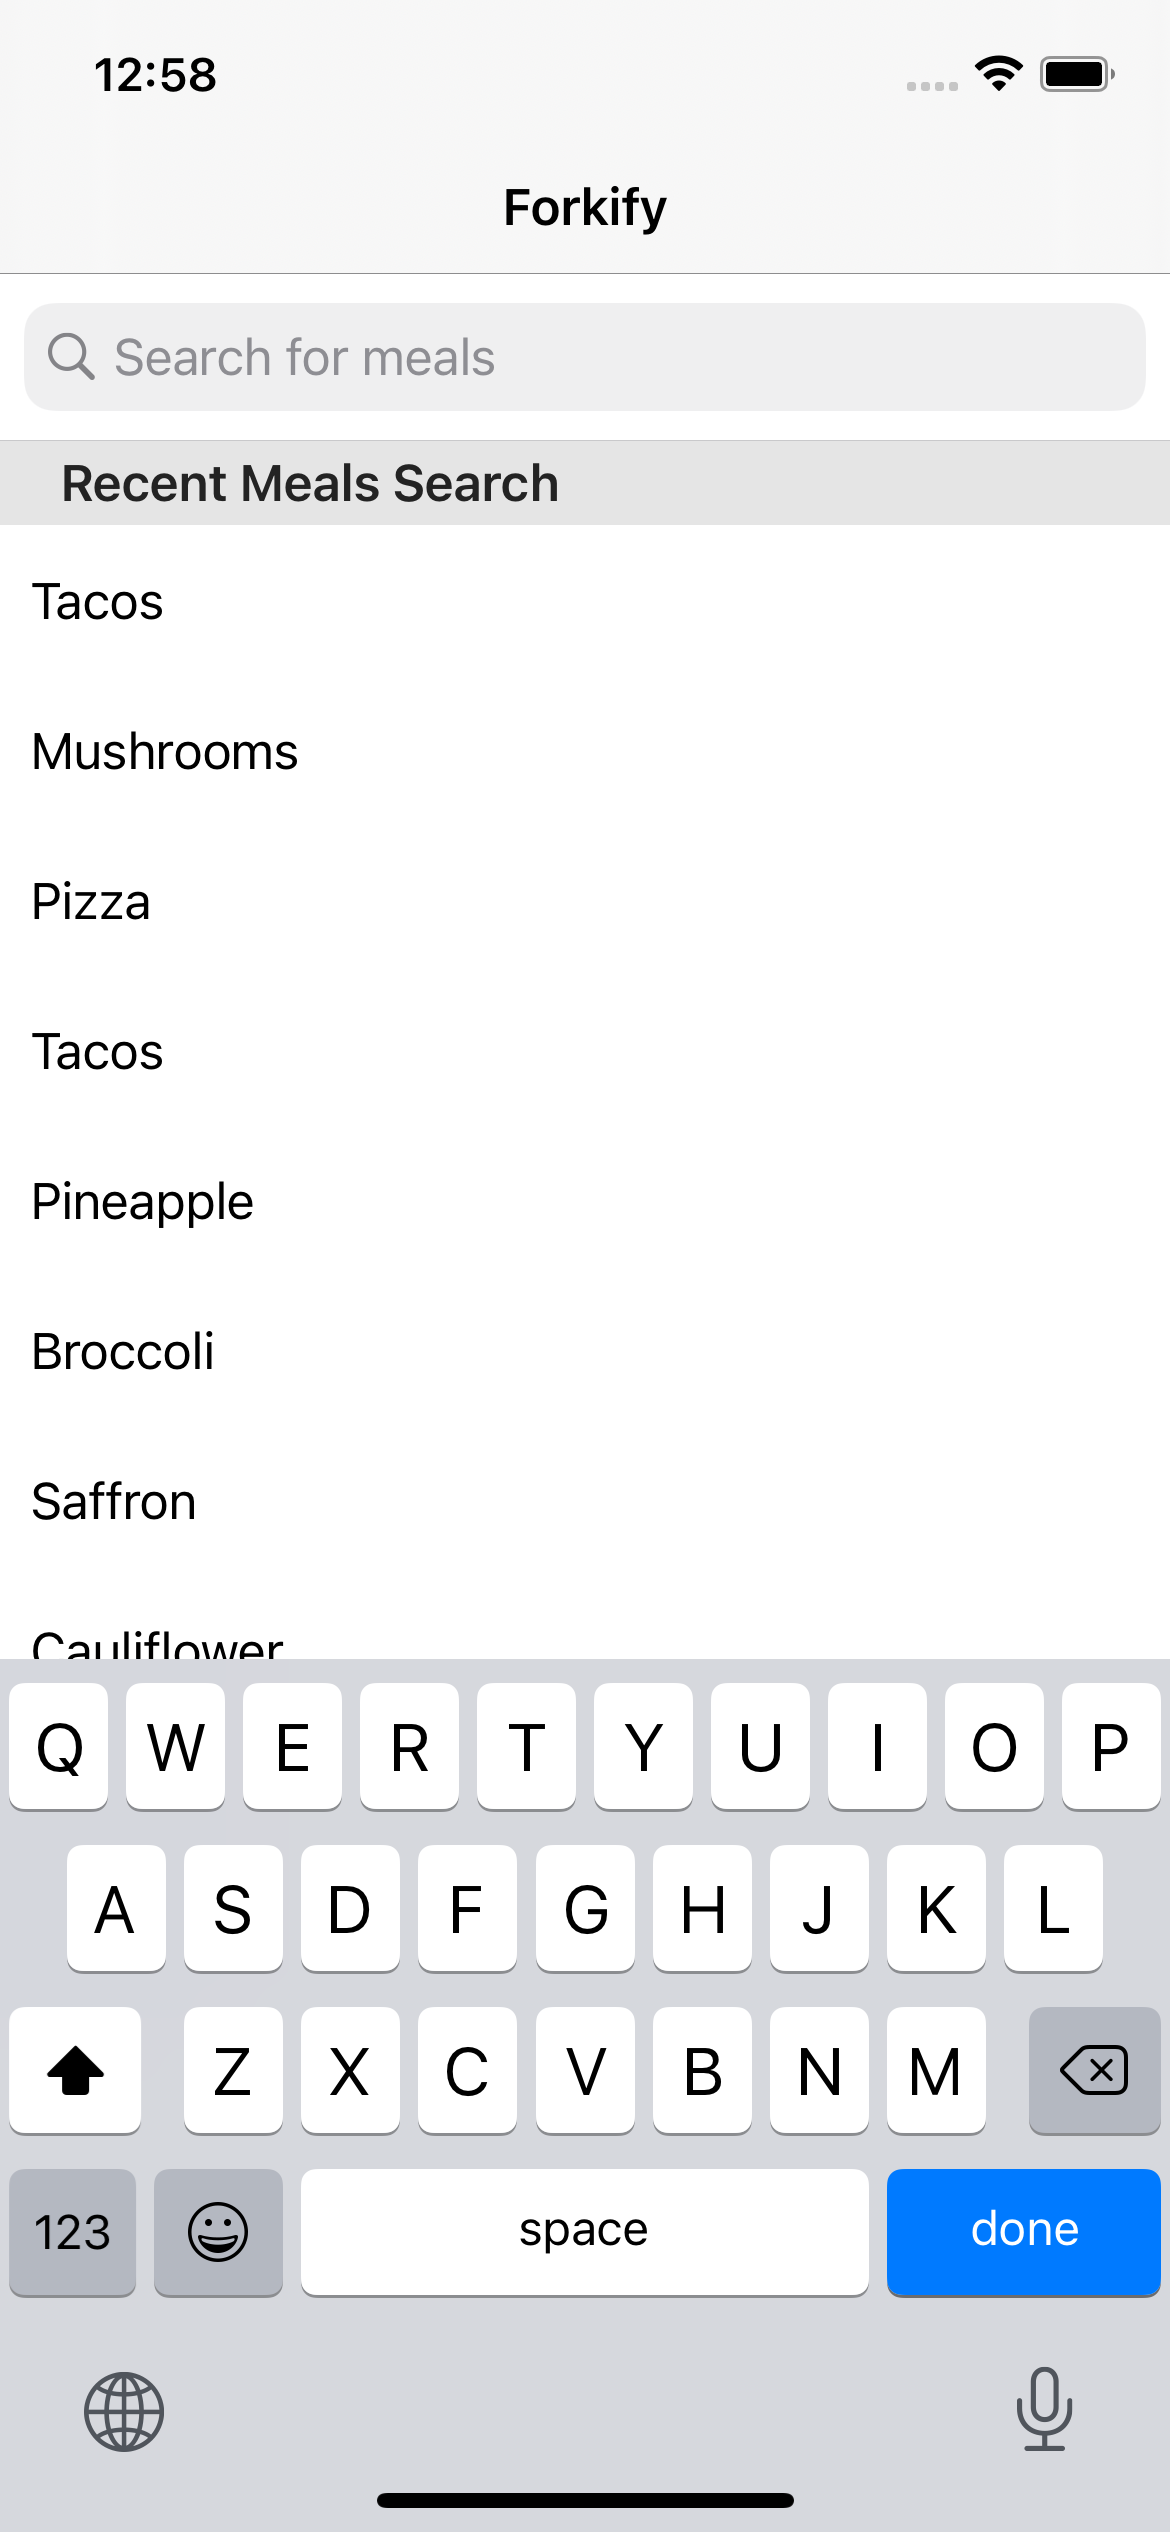 12:58
Forkify
Search for meals
Recent Meals Search
Tacos
Mushrooms
Pizza
Tacos
Pineapple
Broccoli
Saffron
Cauliflower
Q W E R T Y U I O P
A S D F G H J K L
Z X C V B N M
123 space done